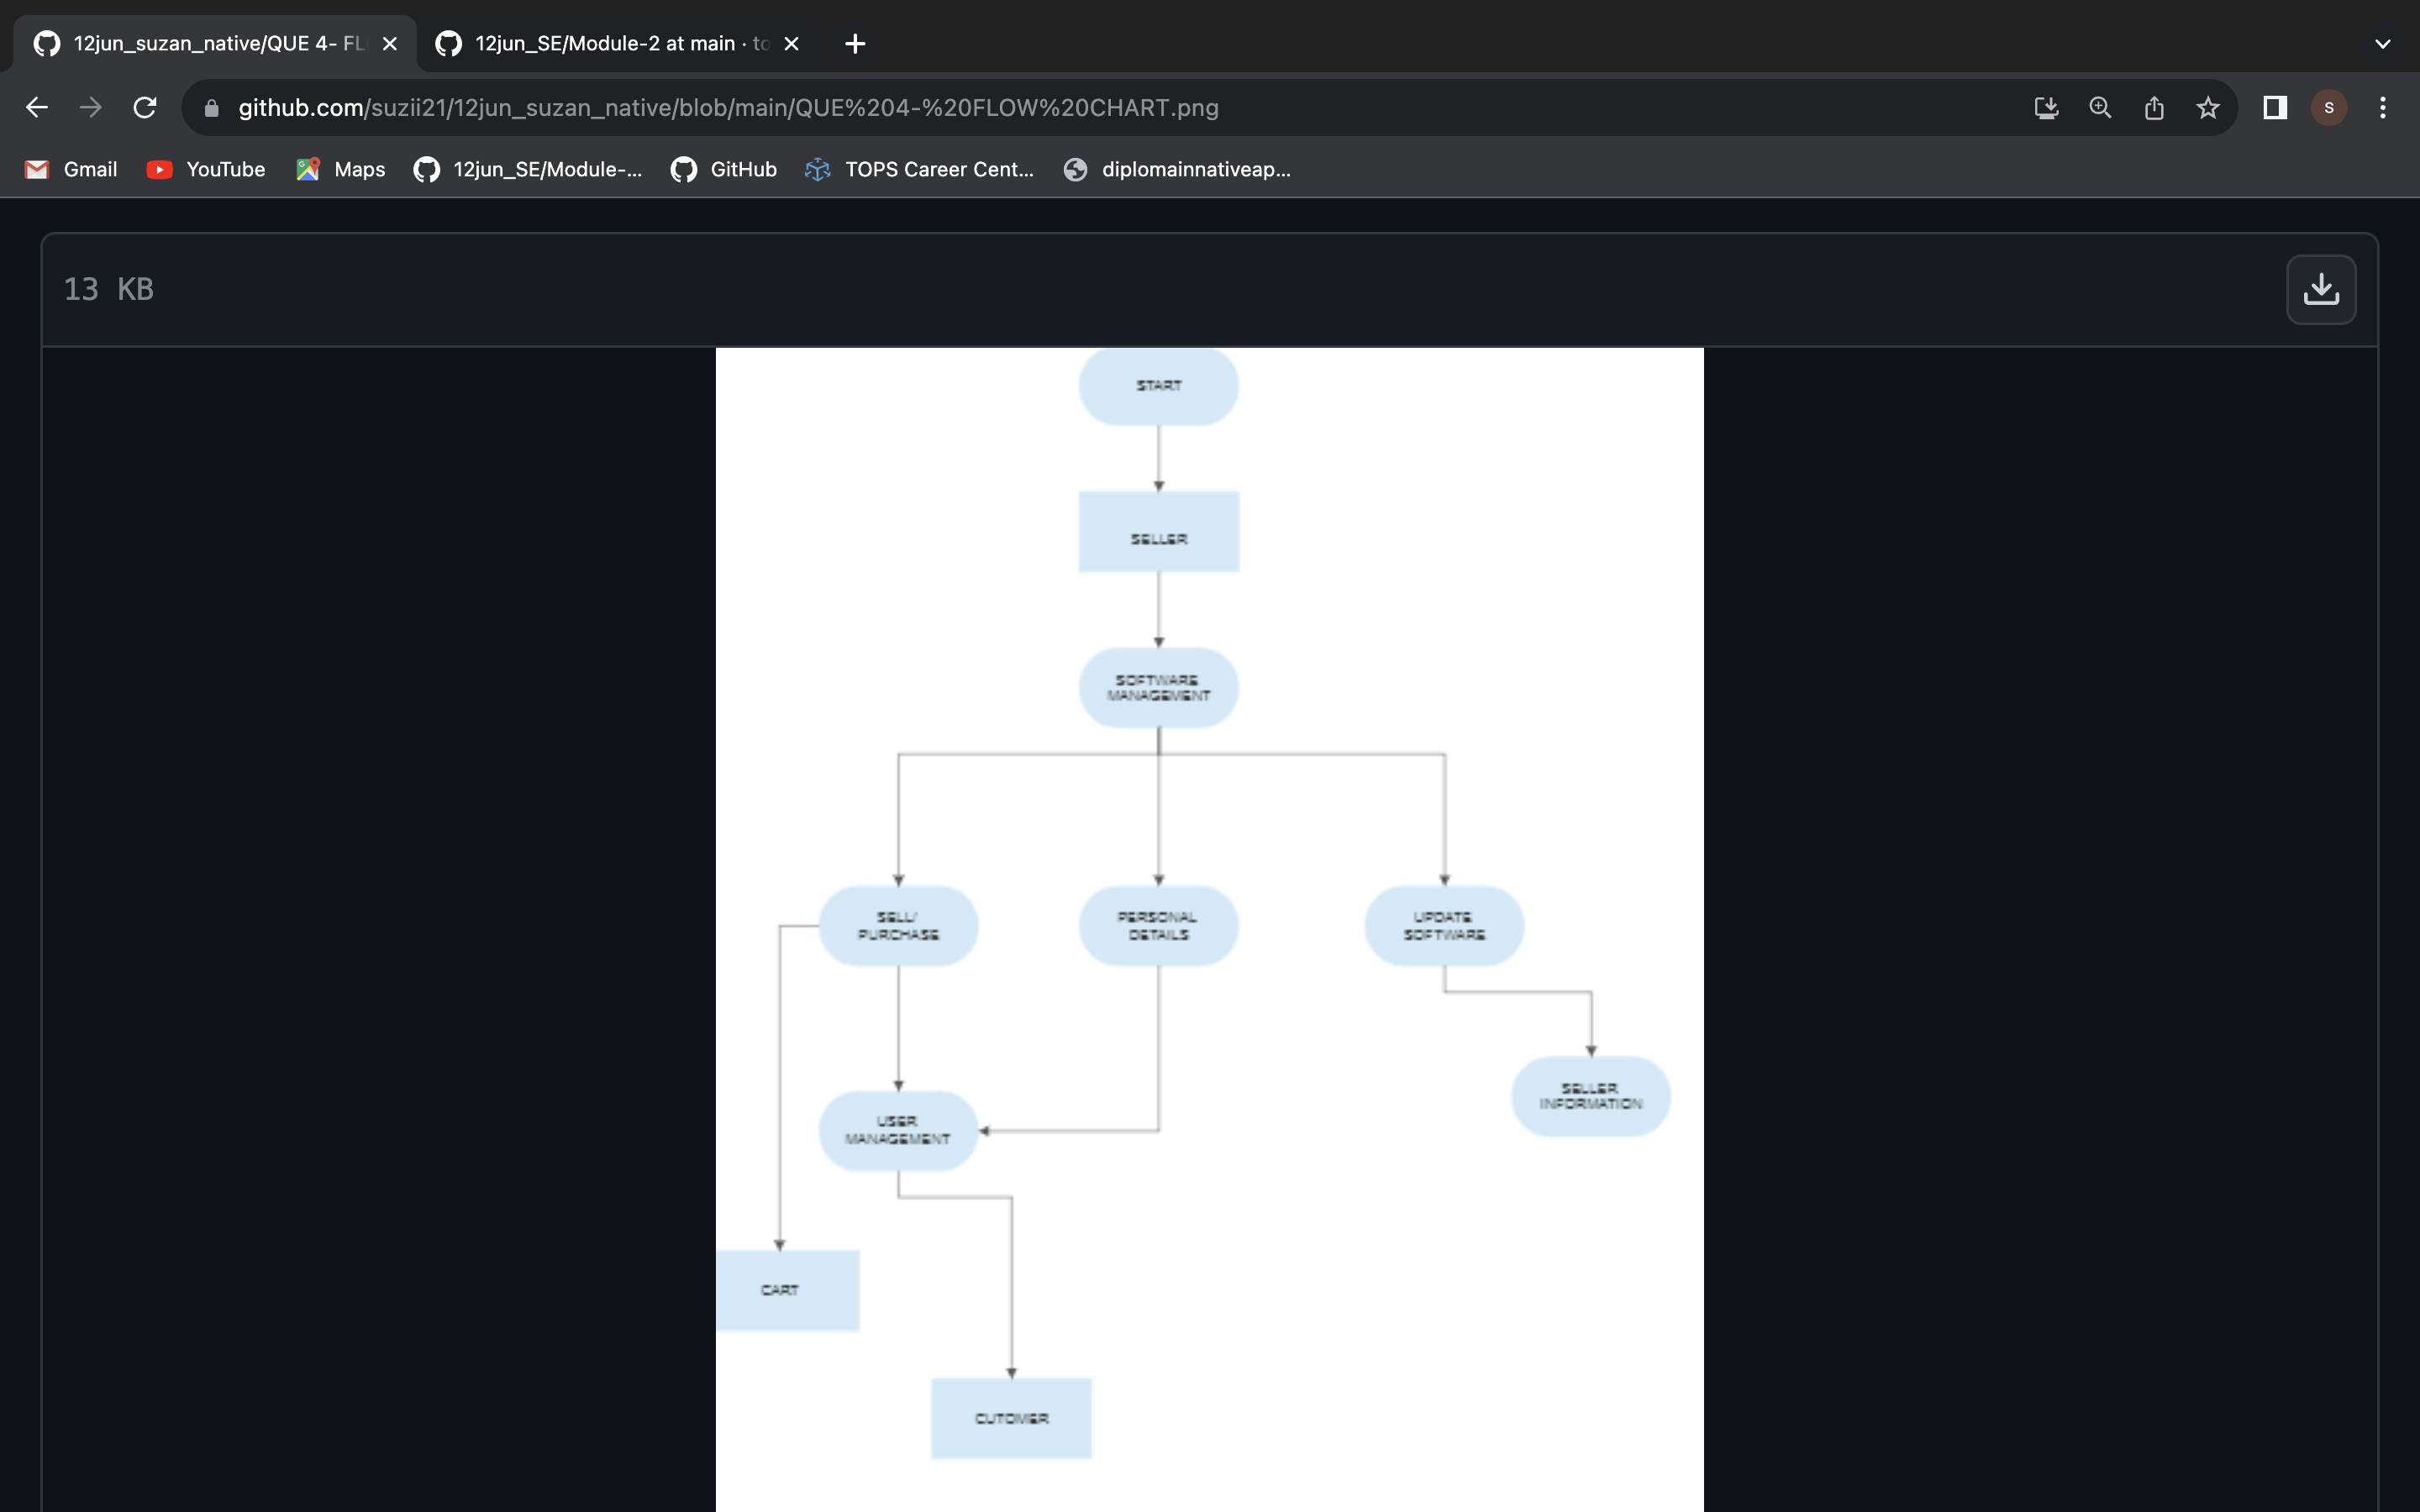 12jun_suzan_native/QUE 4- FL
12jun_SE/Module-2 at main · to
github.com/suzii21/12jun_suzan_native/blob/main/QUE%204-%20FLOW%20CHART.png
S
Gmail
YouTube
Maps
12jun_SE/Module-...
GitHub
TOPS Career Cent...
diplomainnativeap...
13 KB
START
SELLER
SOFTWARE
MANAGEMENT
SELL/
PURCHASE
PERSONAL
DETAILS
UPDATE
SOFTWARE
SELLER
INFORMATION
USER
MANAGEMENT
CART
CUTOMER